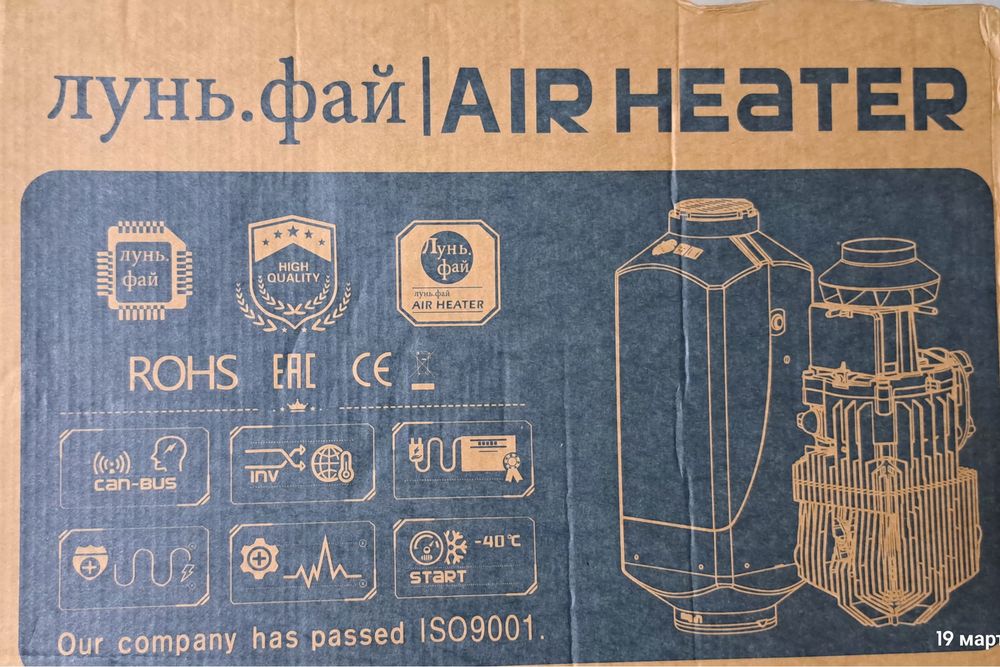 лунь.фай | AIR HEATER
лунь.
фай
HIGH
QUALITY
Лунь.
фай
лунь.фай
AIR HEATER
ROHS EAC CE
can-BUS
INV
-40℃
START
Our company has passed ISO9001.
19 март